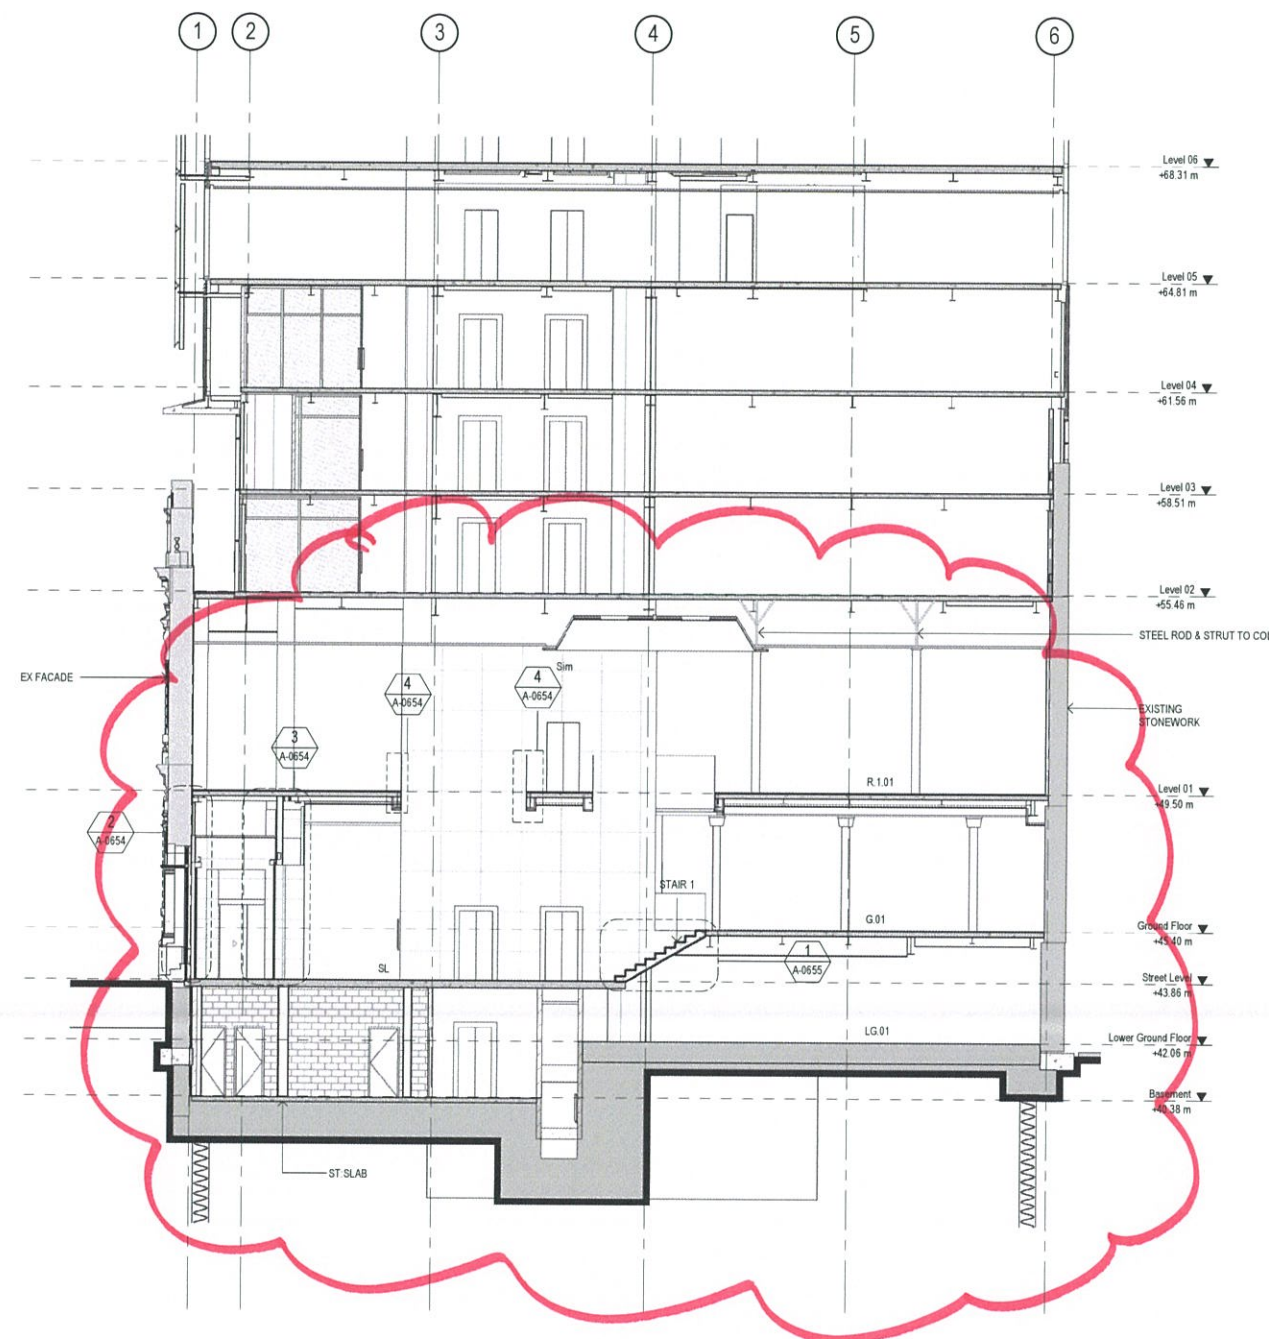 1 2 3 4 5 6
Level 06
+68.31 m
Level 05
+64.81 m
Level 04
+61.56 m
Level 03
+58.51 m
Level 02
+55.46 m
STEEL ROD & STRUT TO COL
EX FACADE
Sim
4
A-0654
4
A-0654
EXISTING
STONEWORK
3
A-0654
R.1.01
Level 01
+49.50 m
2
A-0654
STAIR 1
G.01
Ground Floor
+45.40 m
1
A-0655
SL
Street Level
+43.86 m
LG.01
Lower Ground Floor
+42.06 m
Basement
+40.38 m
ST SLAB